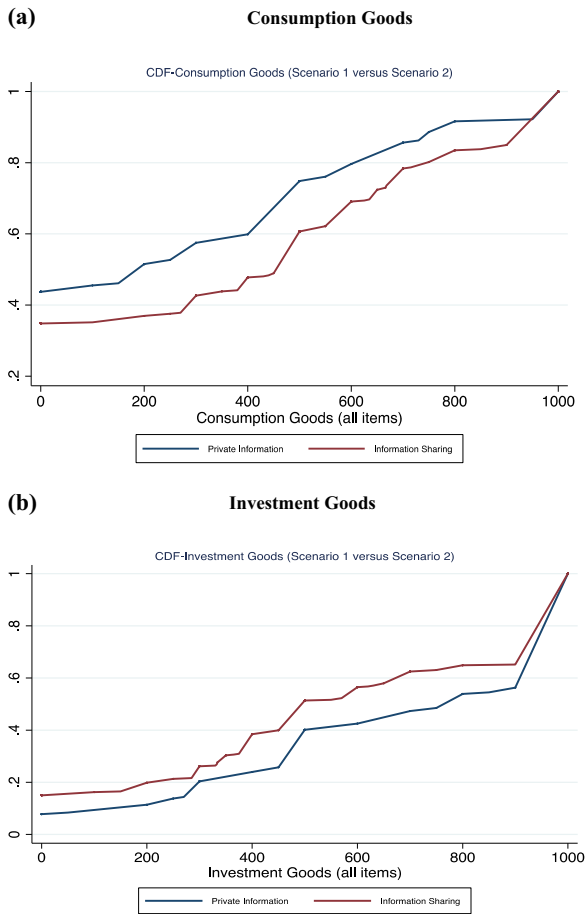 (a)
Consumption Goods
CDF-Consumption Goods (Scenario 1 versus Scenario 2)
1
.8
.6
.4
.2
0 200 400 600 800 1000
Consumption Goods (all items)
Private Information Information Sharing
(b)
Investment Goods
CDF-Investment Goods (Scenario 1 versus Scenario 2)
1
.8
.6
.4
.2
0
0 200 400 600 800 1000
Investment Goods (all items)
Private Information Information Sharing